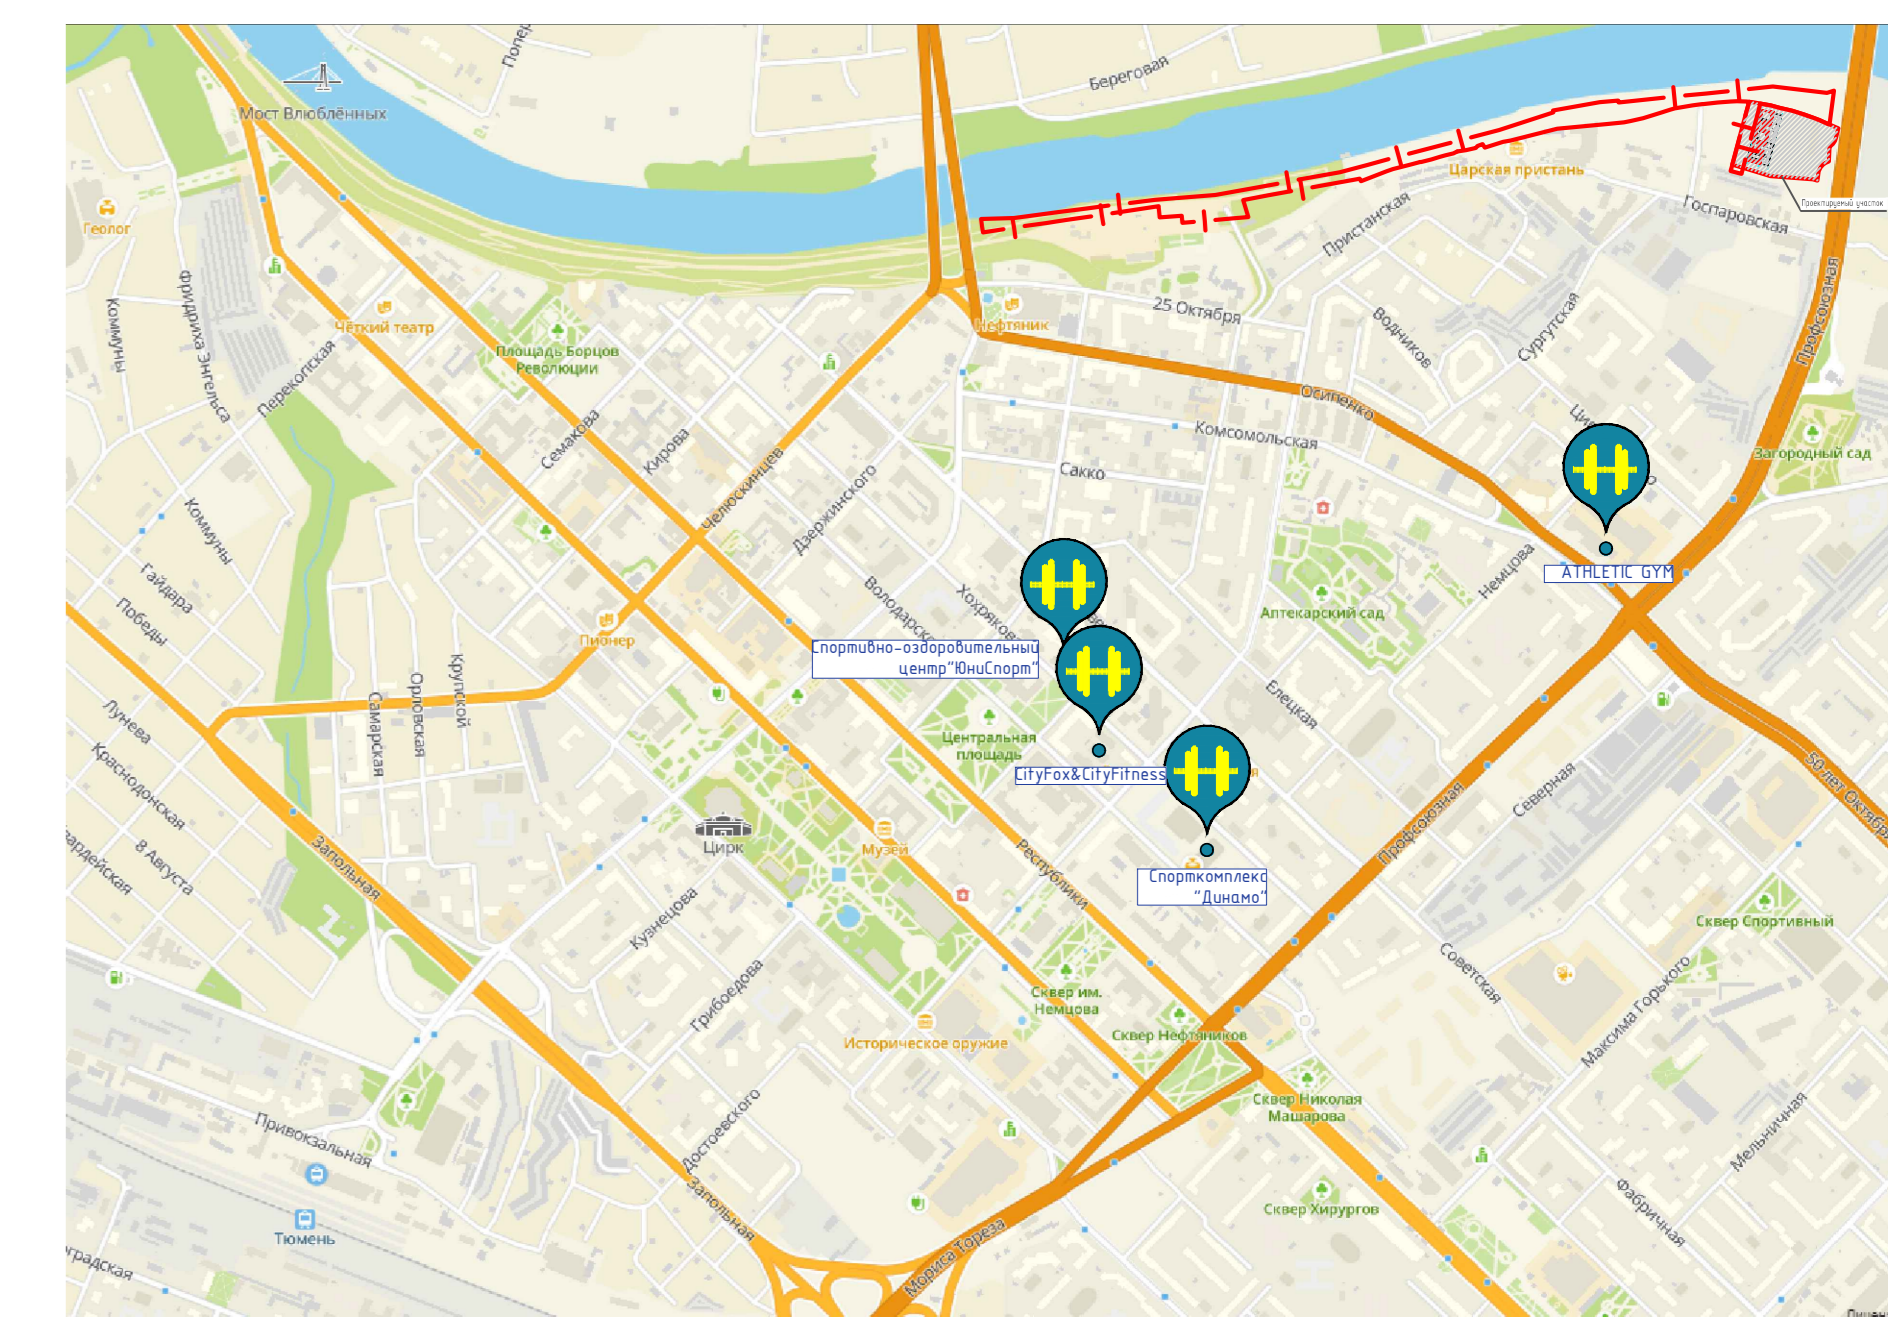 Береговая
Мост Влюблённых
Царская пристань
Проектируемый участок
Пристанская
Госпаровская
Геолог
Фридриха Энгельса
Коммуны
Профсоюзная
25 Октября
Водников
Сургутская
Чёткий театр
Нефтяник
Площадь Борцов
Революции
Перекопская
Осипенко
Семакова
Кирова
Комсомольская
Загородный сад
Сакко
Челюскинцев
Дзержинского
Коммуны
Гайдара
Победы
Немцова
ATHLETIC GYM
Аптекарский сад
Хохрякова
Пионер
Спортивно-оздоровительный
центр"ЮниСпорт"
Крупской
Орловская
Самарская
Елецкая
Лунева
Центральная
площадь
CityFox&CityFitness
Краснодонская
Северная
50 лет Октября
Профсоюзная
8 Августа
Запольная
Цирк
Музей
Республики
Спорткомплекс
"Динамо"
Сквер Спортивный
Кузнецова
Советская
Максима Горького
Грибоедова
Сквер им.
Немцова
Сквер Нефтяников
Историческое оружие
Сквер Николая
Машарова
Привокзальная
Достоевского
Мельничная
Сквер Хирургов
Фабричная
Запольная
Тюмень
Мориса Тореза